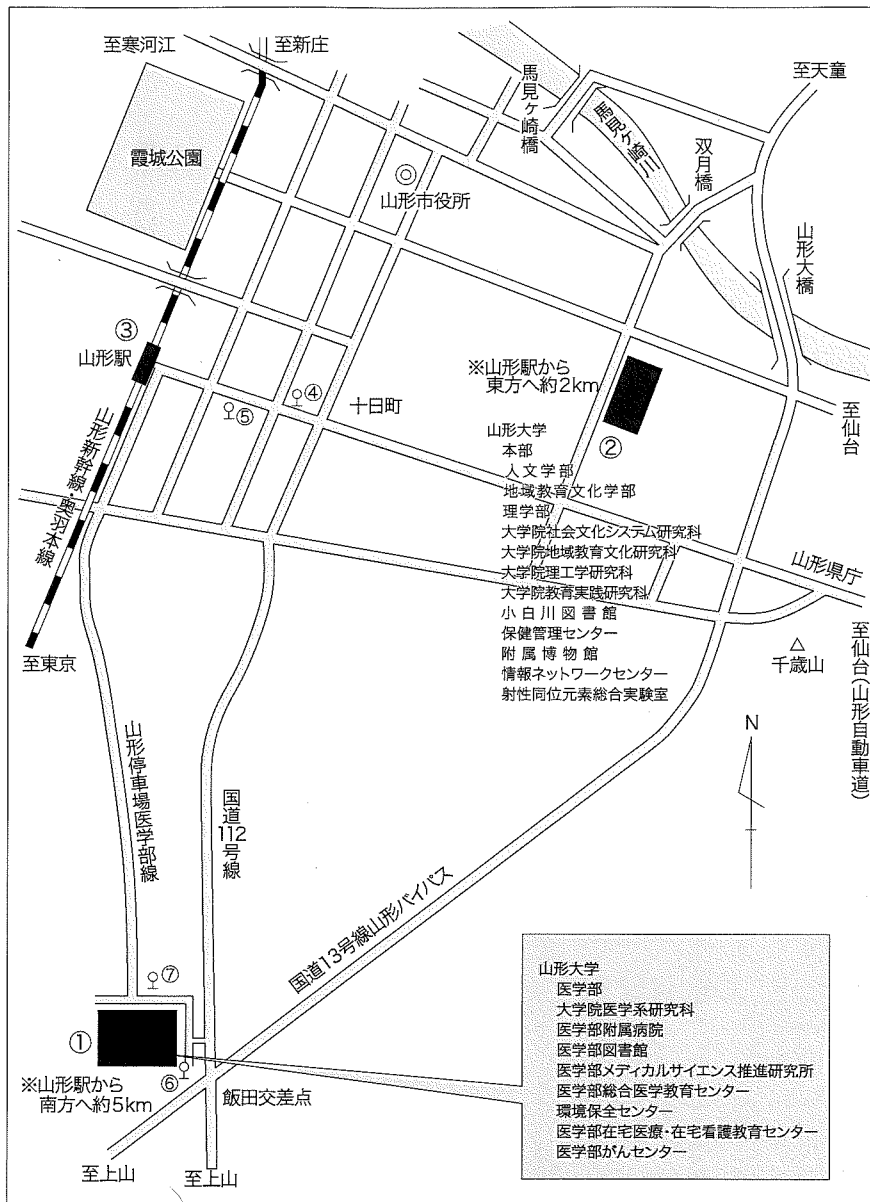 至寒河江
至新庄
馬見ヶ崎橋
至天童
霞城公園
馬見ヶ崎川
双月橋
山形市役所
山形大橋
③
山形駅
※山形駅から
東方へ約2km
④
⑤
十日町
②
至仙台
山形新幹線・奥羽本線
山形大学
本部
人文学部
地域教育文化学部
理学部
大学院社会文化システム研究科
大学院地域教育文化研究科
大学院理工学研究科
大学院教育実践研究科
小白川図書館
保健管理センター
附属博物館
情報ネットワークセンター
射性同位元素総合実験室
山形県庁
至仙台(山形自動車道)
千歳山
至東京
N
山形停車場医学部線
国道112号線
国道13号線山形バイパス
⑦
①
⑥
※山形駅から
南方へ約5km
飯田交差点
至上山
至上山
山形大学
医学部
大学院医学系研究科
医学部附属病院
医学部図書館
医学部メディカルサイエンス推進研究所
医学部総合医学教育センター
環境保全センター
医学部在宅医療・在宅看護教育センター
医学部がんセンター